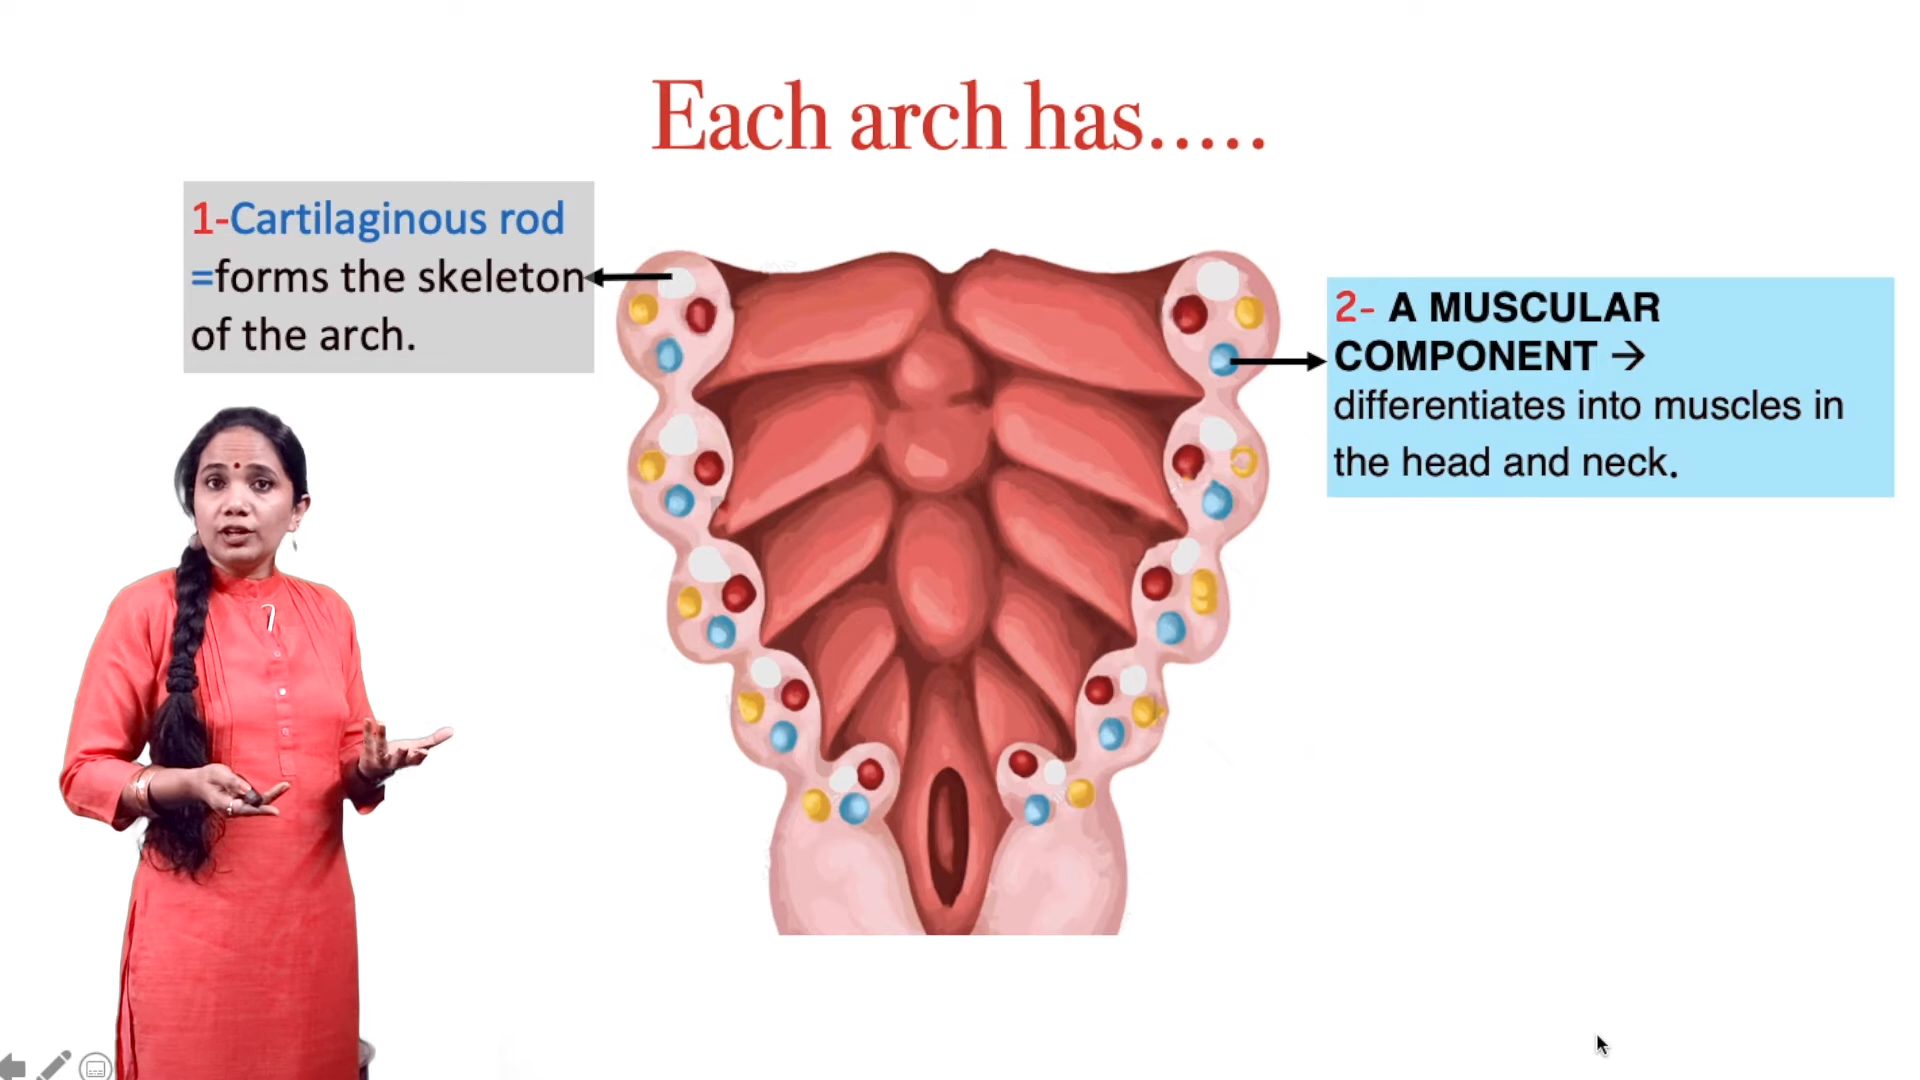 Each arch has.....
1-Cartilaginous rod
=forms the skeleton
of the arch.
2- A MUSCULAR
COMPONENT →
differentiates into muscles in
the head and neck.